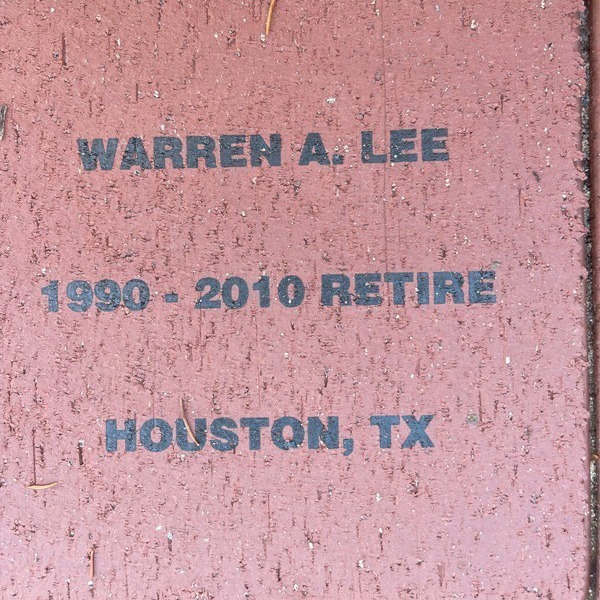 WARREN A. LEE
1990 - 2010 RETIRE
HOUSTON, TX